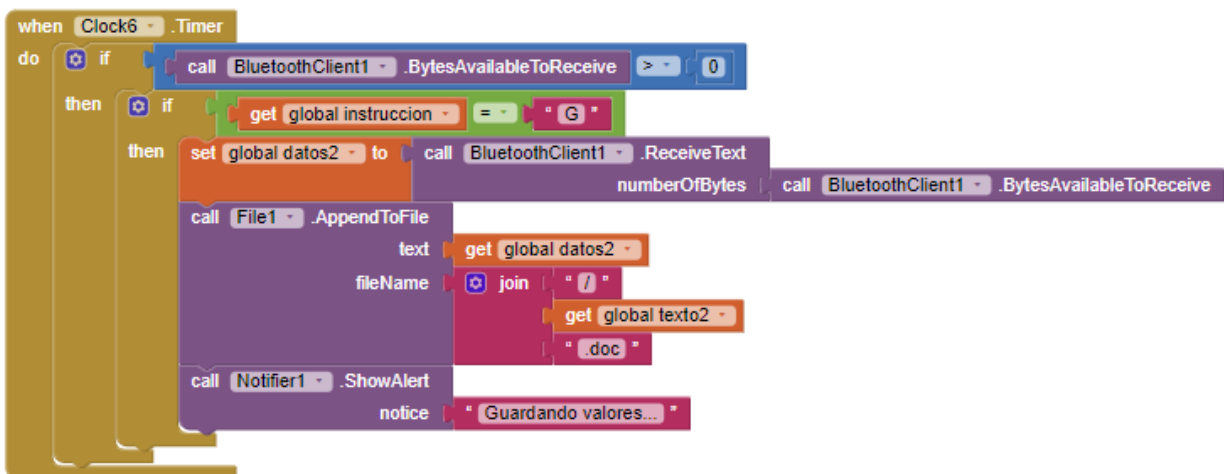 when Clock6 .Timer
do if call BluetoothClient1 .BytesAvailableToReceive > 0
then if get global instruccion = " G "
then set global datos2 to call BluetoothClient1 .ReceiveText
numberOfBytes call BluetoothClient1 .BytesAvailableToReceive
call File1 .AppendToFile
text get global datos2
fileName join " / "
get global texto2
" .doc "
call Notifier1 .ShowAlert
notice " Guardando valores... "